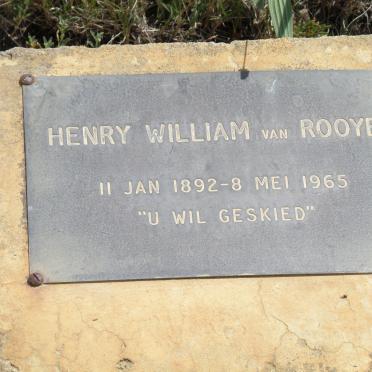 HENRY WILLIAM VAN ROOYE
11 JAN 1892-8 MEI 1965
"U WIL GESKIED"